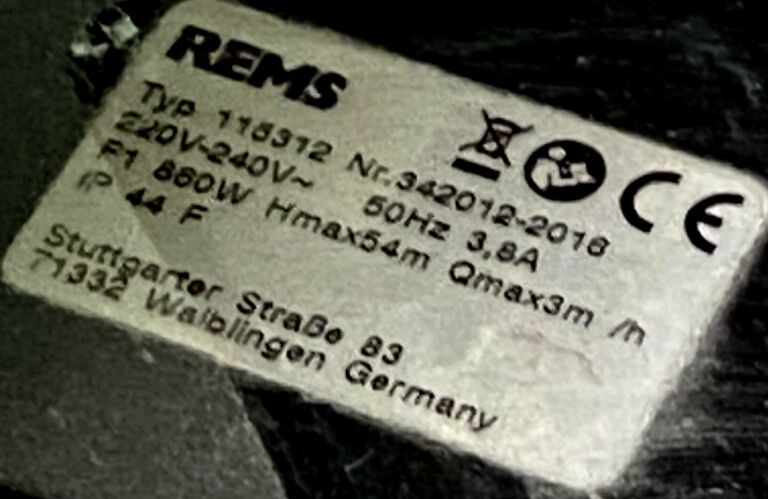 REMS
Typ 115312 Nr.342012-2016
220V-240V~ 50Hz 3,8A
P1 860W Hmax54m Qmax3m /h
IP 44 F
Stuttgarter Straße 83
71332 Waiblingen Germany
CE